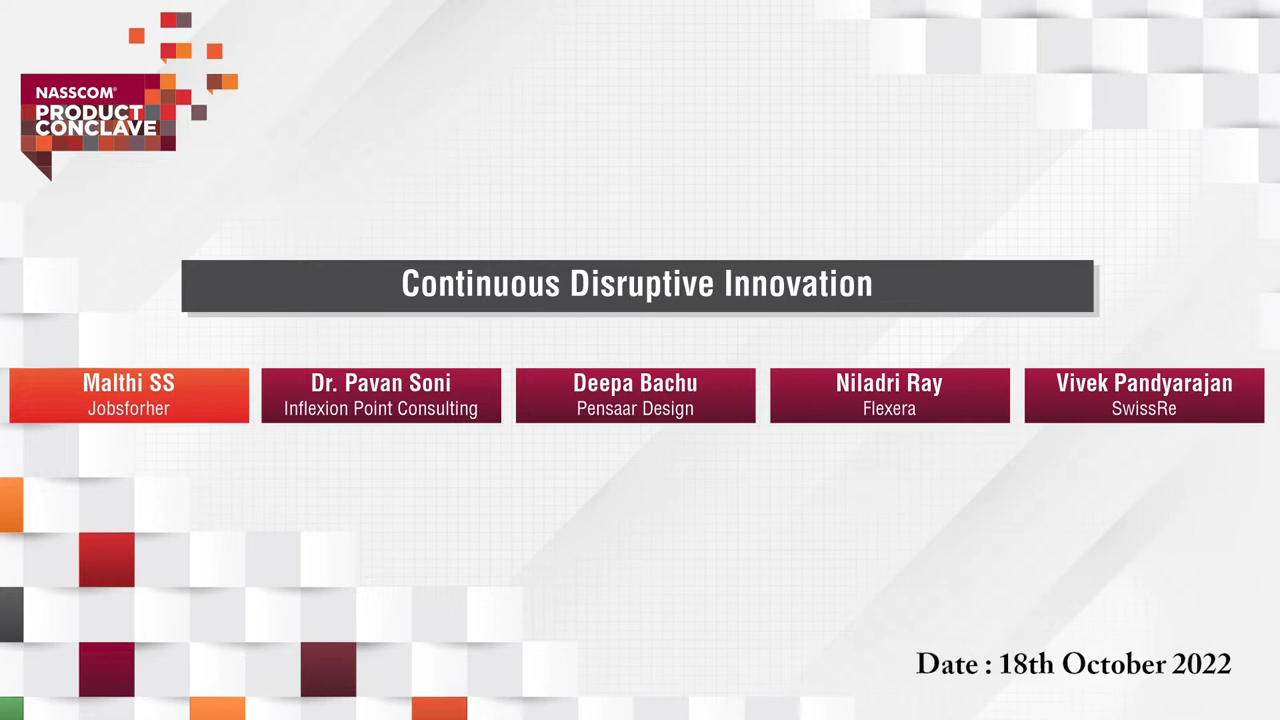 NASSCOM®
PRODUCT
CONCLAVE
Continuous Disruptive Innovation
Malthi SS
Jobsforher
Dr. Pavan Soni
Inflexion Point Consulting
Deepa Bachu
Pensaar Design
Niladri Ray
Flexera
Vivek Pandyarajan
SwissRe
Date : 18th October 2022